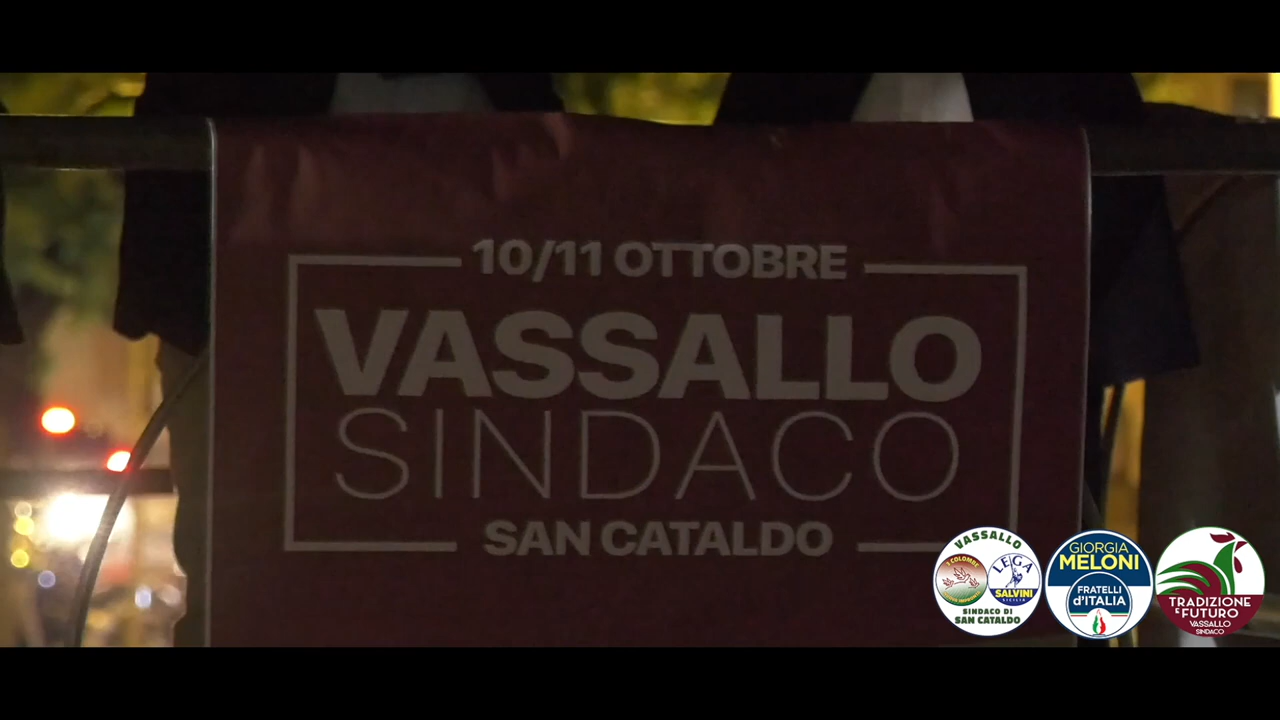 10/11 OTTOBRE
VASSALLO
SINDACO
SAN CATALDO
VASSALLO
LEGA
SALVINI
SICILIA
SINDACO DI
SAN CATALDO
GIORGIA
MELONI
FRATELLI
d'ITALIA
TRADIZIONE
E FUTURO
VASSALLO
SINDACO